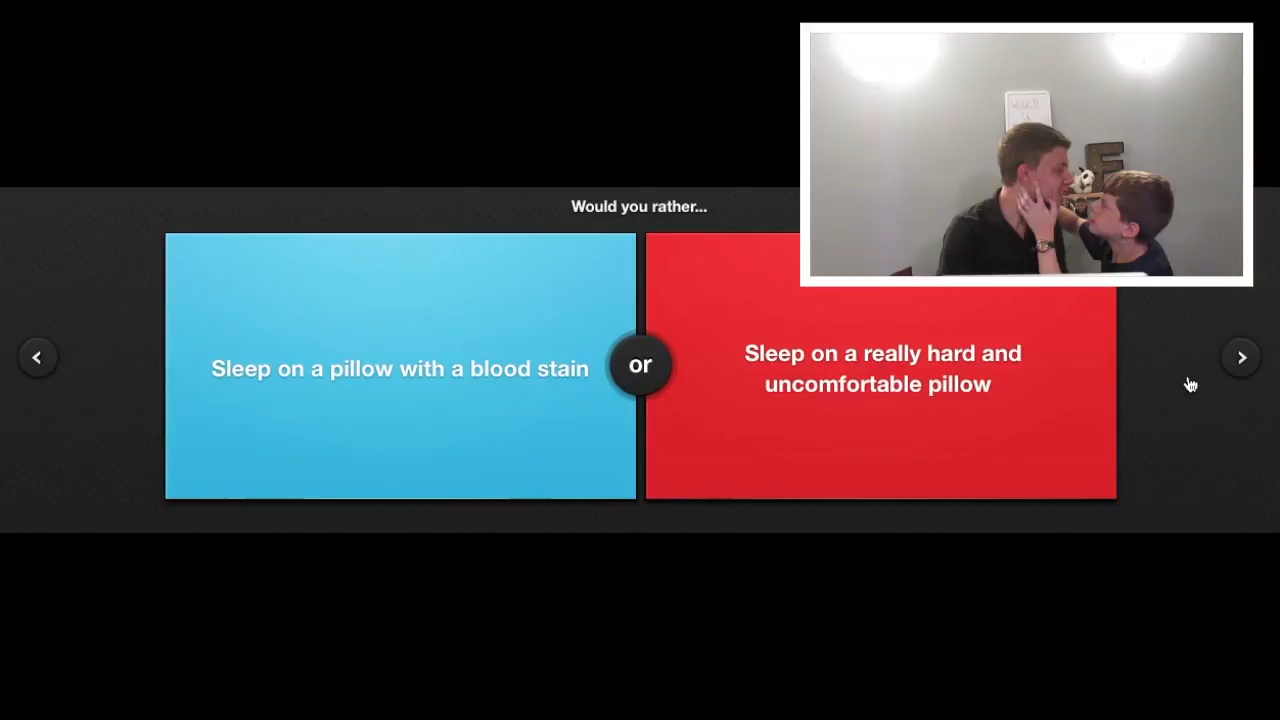 Would you rather...
Sleep on a pillow with a blood stain
or
Sleep on a really hard and
uncomfortable pillow
E